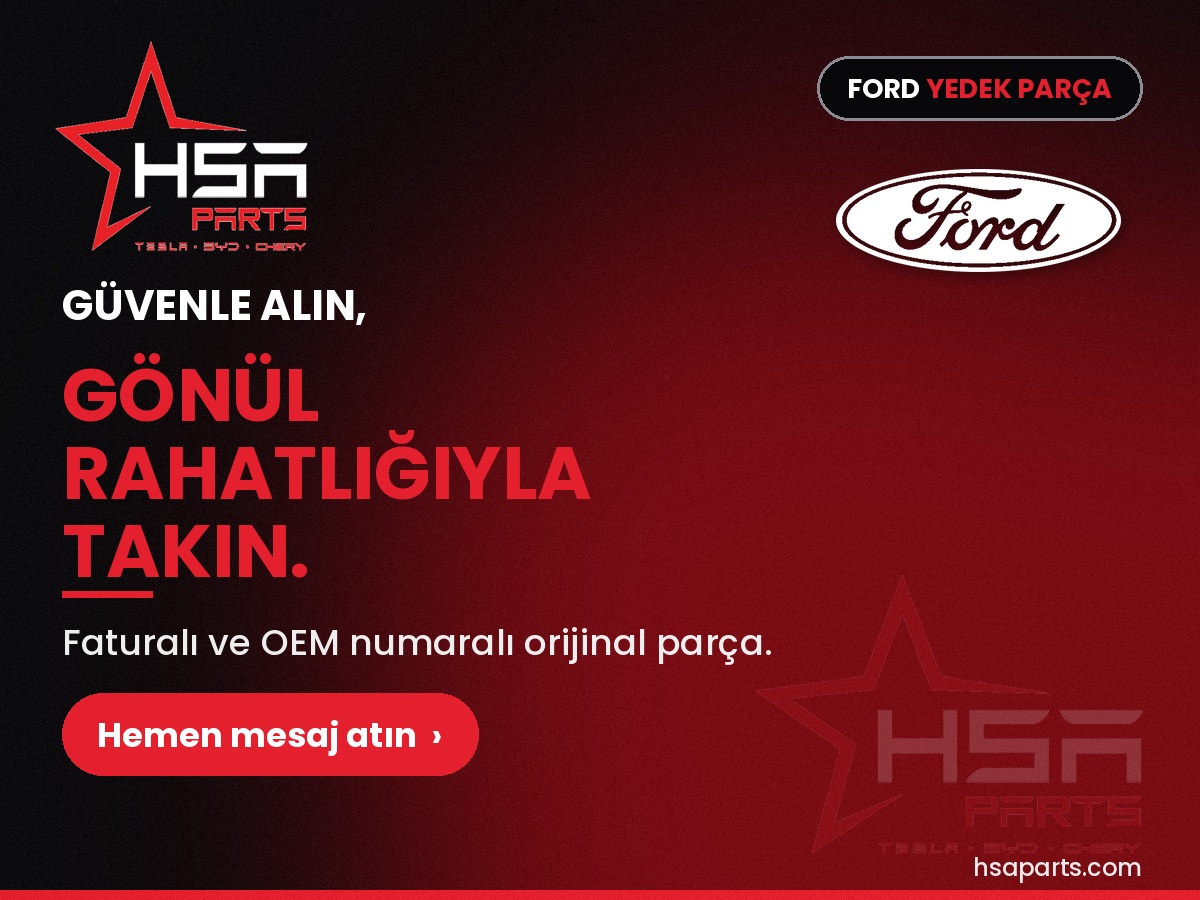 FORD YEDEK PARÇA
HSA
PARTS
TESLA · BYD · CHERY
Ford
GÜVENLE ALIN,
GÖNÜL
RAHATLIĞIYLA
TAKIN.
Faturalı ve OEM numaralı orijinal parça.
Hemen mesaj atın ›
HSA
PARTS
TESLA · BYD · CHERY
hsaparts.com